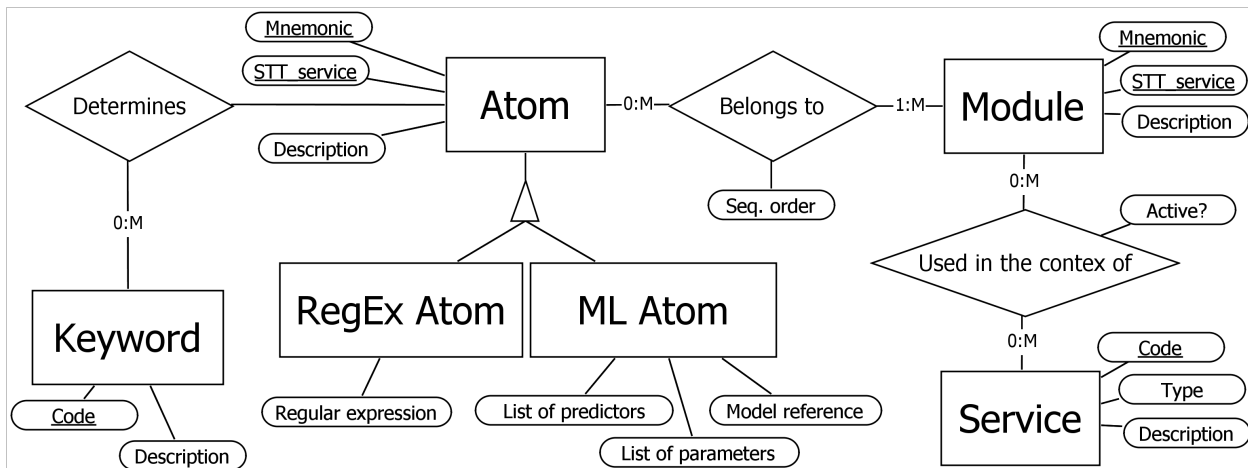 Mnemonic
STT_service
Description
Determines
Atom
0:M
Belongs to
1:M
Module
Mnemonic
STT_service
Description
Seq. order
0:M
0:M
Active?
Used in the contex of
Keyword
RegEx Atom
ML Atom
0:M
Code
Description
Regular expression
List of predictors
Model reference
List of parameters
Service
Code
Type
Description